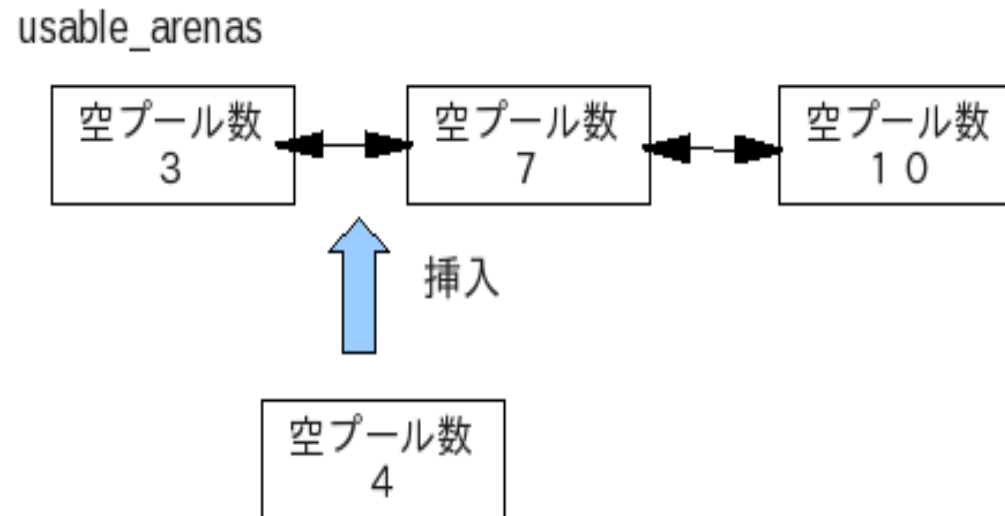 usable_arenas
空プール数
3
空プール数
7
空プール数
１０
挿入
空プール数
4